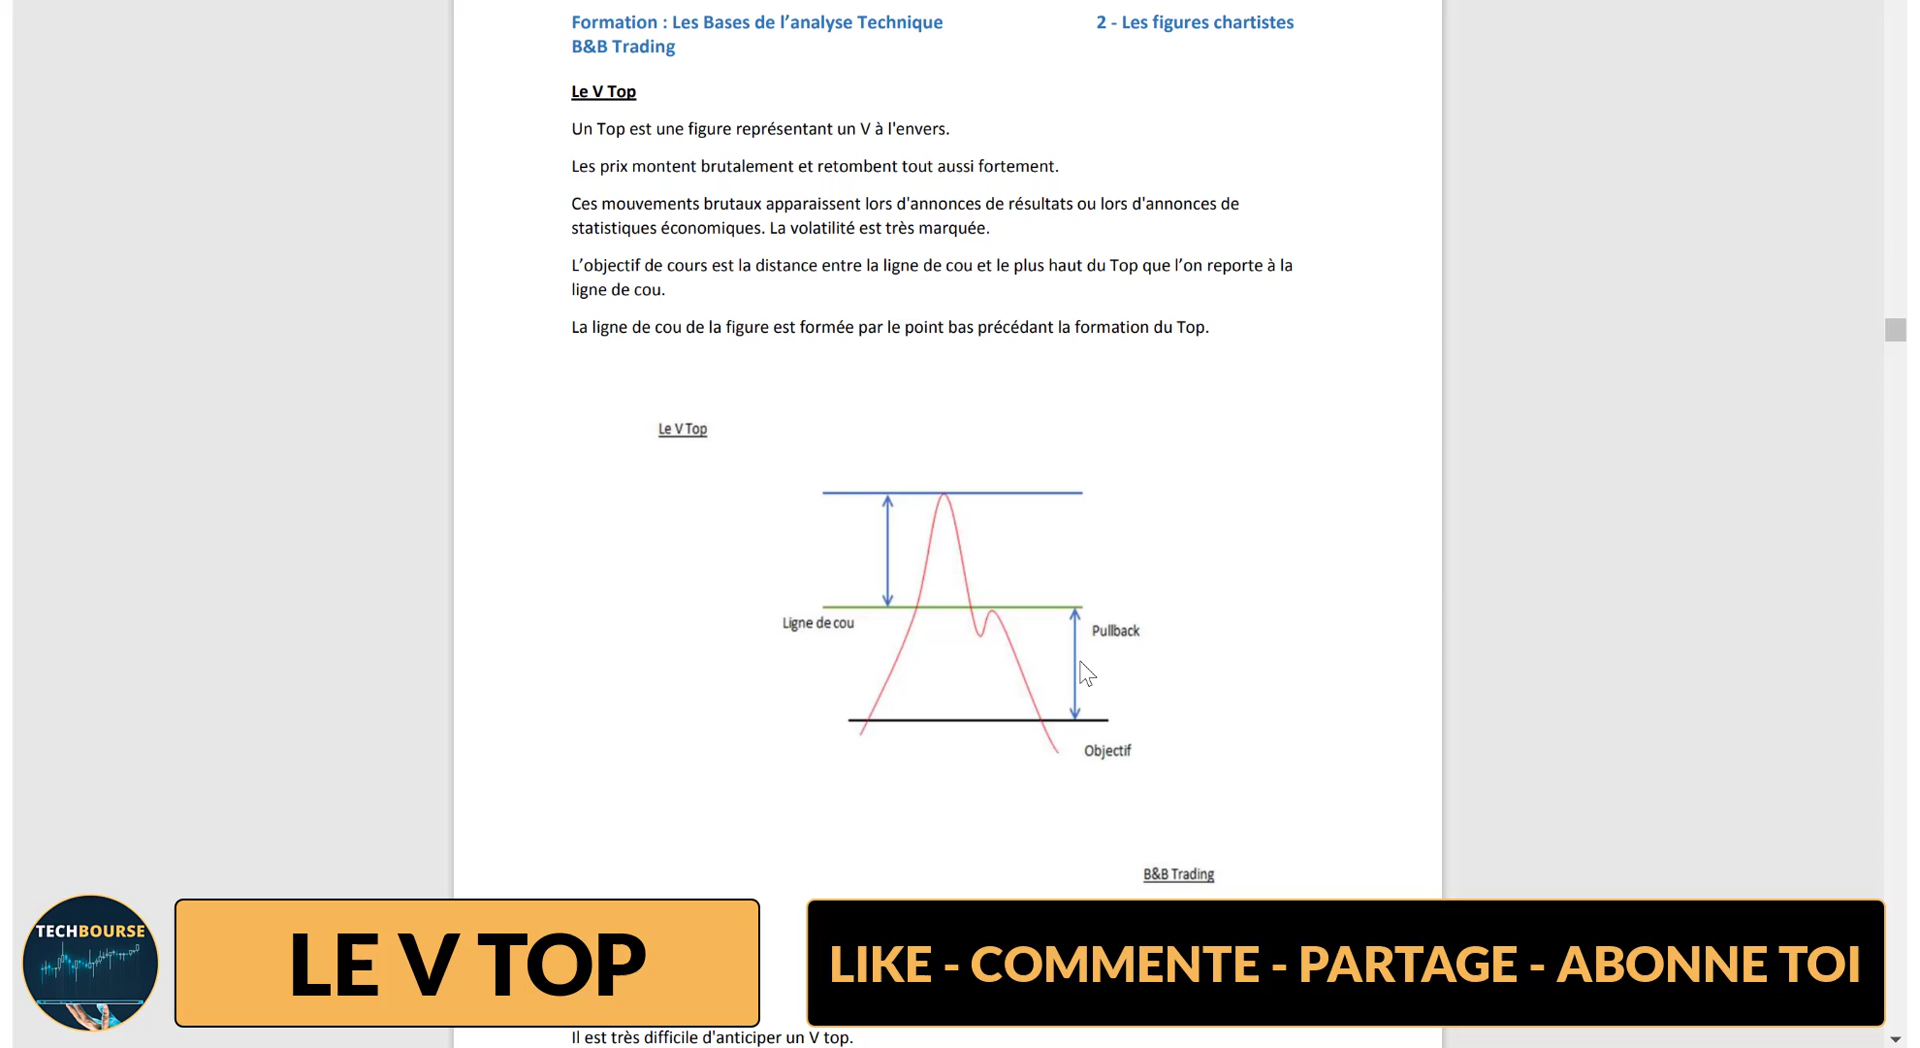 Formation : Les Bases de l’analyse Technique 2 - Les figures chartistes
B&B Trading
Le V Top
Un Top est une figure représentant un V à l'envers.
Les prix montent brutalement et retombent tout aussi fortement.
Ces mouvements brutaux apparaissent lors d'annonces de résultats ou lors d'annonces de
statistiques économiques. La volatilité est très marquée.
L’objectif de cours est la distance entre la ligne de cou et le plus haut du Top que l’on reporte à la
ligne de cou.
La ligne de cou de la figure est formée par le point bas précédant la formation du Top.
Le V Top
Ligne de cou
Pullback
Objectif
B&B Trading
TECHBOURSE
LE V TOP
LIKE - COMMENTE - PARTAGE - ABONNE TOI
Il est très difficile d'anticiper un V top.